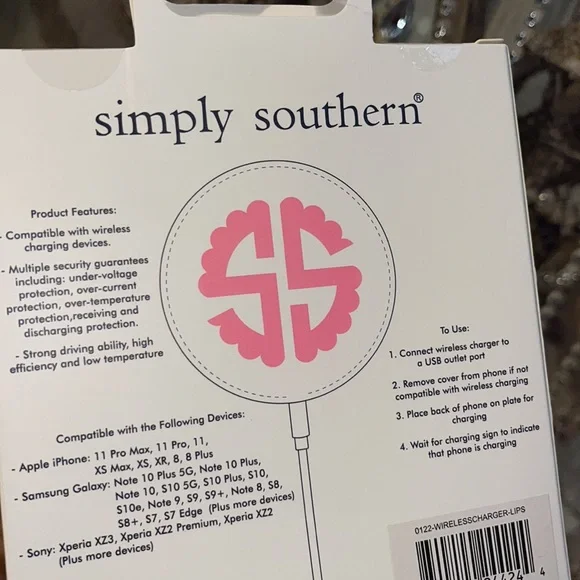 simply southern®
Product Features:
- Compatible with wireless
charging devices.
- Multiple security guarantees
including: under-voltage
protection, over-current
protection, over-temperature
protection,receiving and
discharging protection.
- Strong driving ability, high
efficiency and low temperature
SS
To Use:
1. Connect wireless charger to
a USB outlet port
2. Remove cover from phone if not
compatible with wireless charging
3. Place back of phone on plate for
charging
4. Wait for charging sign to indicate
that phone is charging
Compatible with the Following Devices:
- Apple iPhone: 11 Pro Max, 11 Pro, 11,
XS Max, XS, XR, 8, 8 Plus
- Samsung Galaxy: Note 10 Plus 5G, Note 10 Plus,
Note 10, S10 5G, S10 Plus, S10,
S10e, Note 9, S9, S9+, Note 8, S8,
S8+, S7, S7 Edge (Plus more devices)
- Sony: Xperia XZ3, Xperia XZ2 Premium, Xperia XZ2
(Plus more devices)
0122-WIRELESSCHARGER-LIPS
4